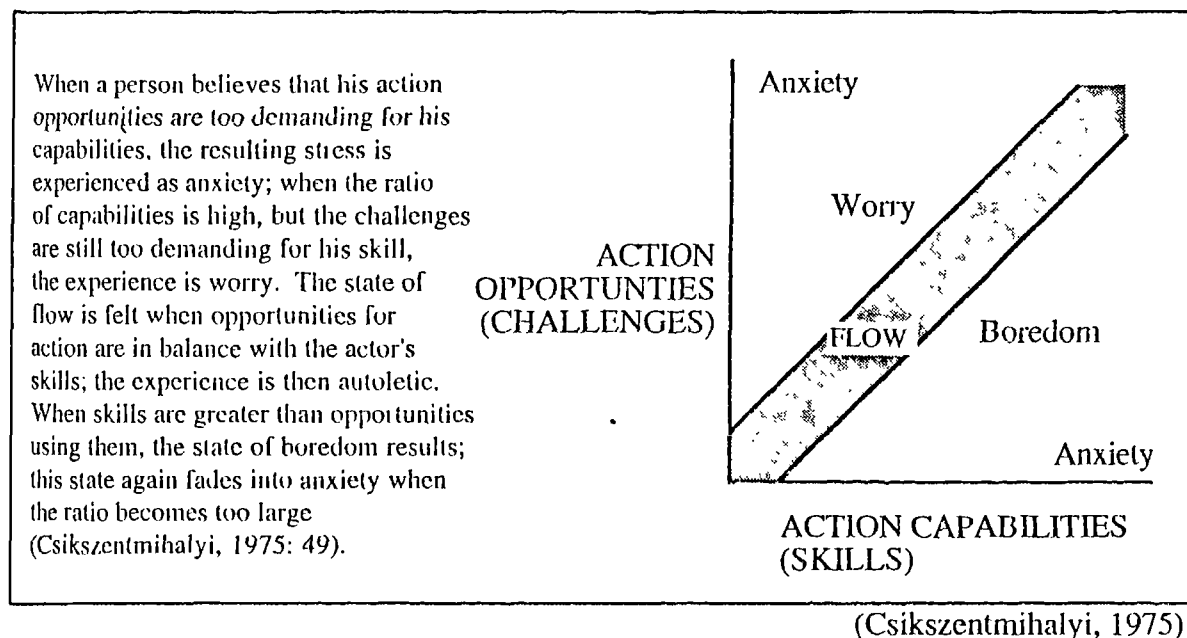 When a person believes that his action
opportunities are too demanding for his
capabilities, the resulting stress is
experienced as anxiety; when the ratio
of capabilities is high, but the challenges
are still too demanding for his skill,
the experience is worry. The state of
flow is felt when opportunities for
action are in balance with the actor's
skills; the experience is then autoletic.
When skills are greater than opportunities
using them, the state of boredom results;
this state again fades into anxiety when
the ratio becomes too large
(Csikszentmihalyi, 1975: 49).
Anxiety
Worry
ACTION
OPPORTUNTIES
(CHALLENGES)
FLOW
Boredom
Anxiety
ACTION CAPABILITIES
(SKILLS)
(Csikszentmihalyi, 1975)